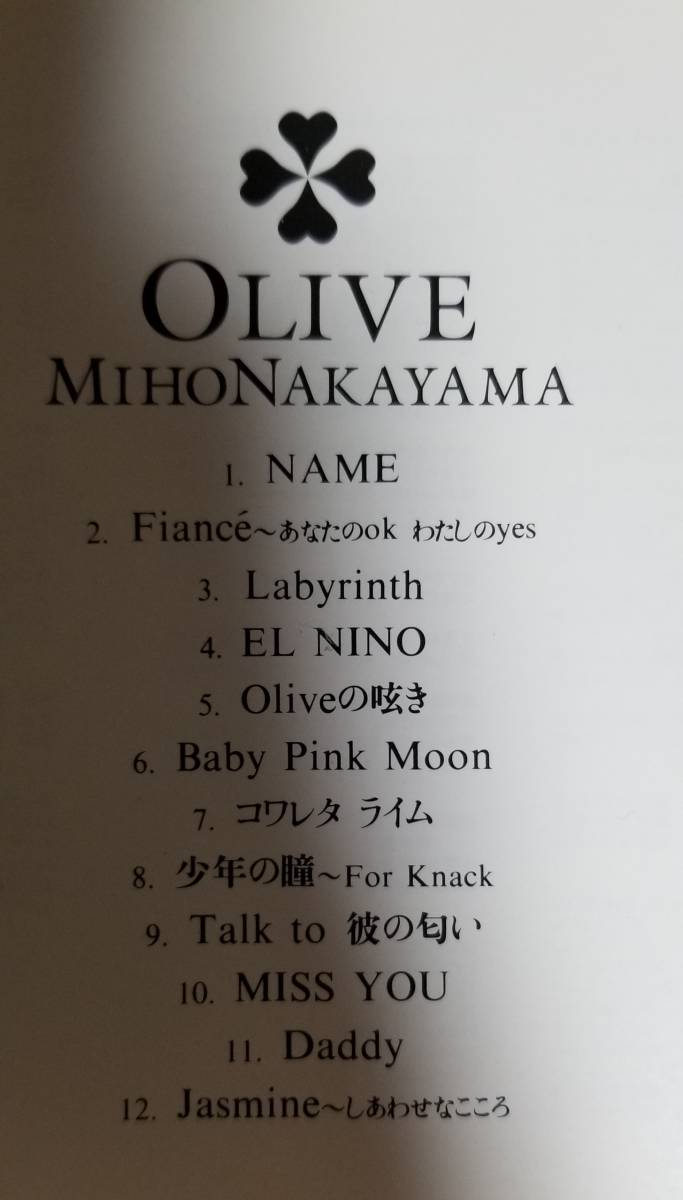 OLIVE
MIHONAKAYAMA
1. NAME
2. Fiancé〜あなたのok わたしのyes
3. Labyrinth
4. EL NINO
5. Oliveの呟き
6. Baby Pink Moon
7. コワレタ ライム
8. 少年の瞳〜For Knack
9. Talk to 彼の匂い
10. MISS YOU
11. Daddy
12. Jasmine〜しあわせなこころ